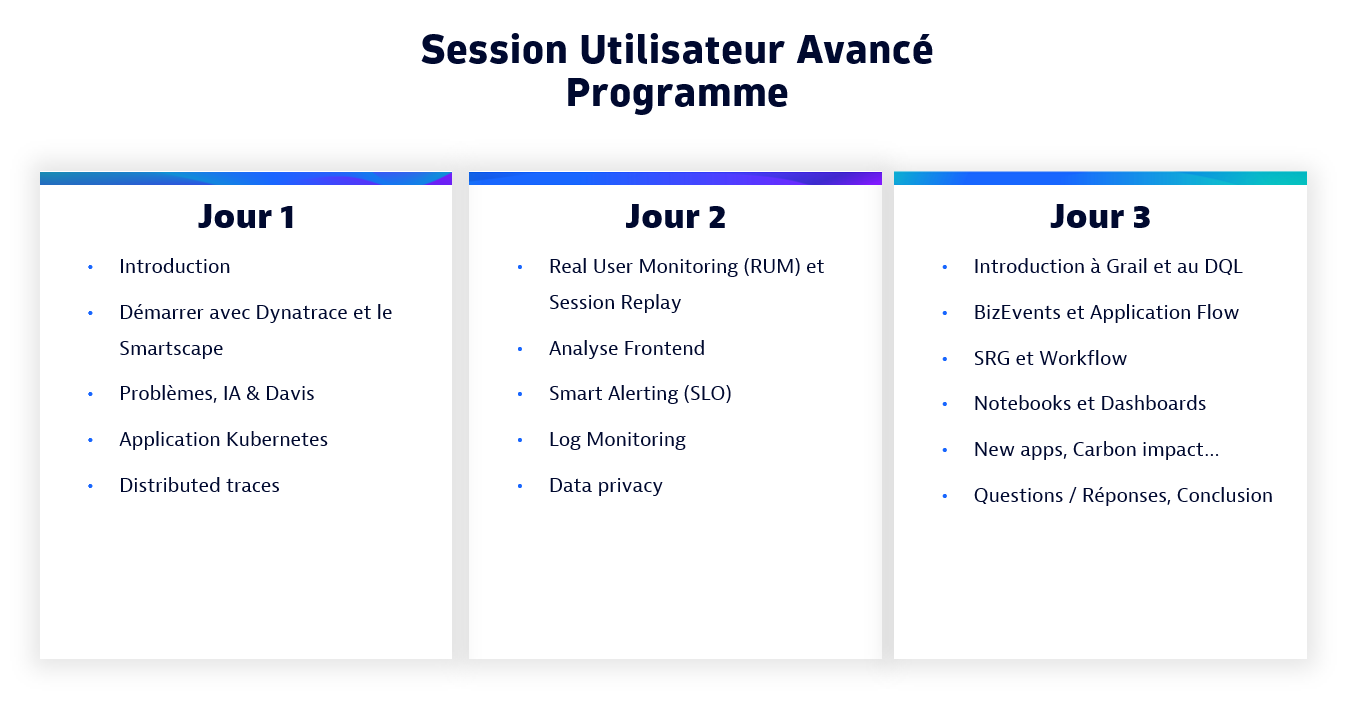 Session Utilisateur Avancé
Programme
Jour 1
• Introduction
• Démarrer avec Dynatrace et le
Smartscape
• Problèmes, IA & Davis
• Application Kubernetes
• Distributed traces
Jour 2
• Real User Monitoring (RUM) et
Session Replay
• Analyse Frontend
• Smart Alerting (SLO)
• Log Monitoring
• Data privacy
Jour 3
• Introduction à Grail et au DQL
• BizEvents et Application Flow
• SRG et Workflow
• Notebooks et Dashboards
• New apps, Carbon impact...
• Questions / Réponses, Conclusion